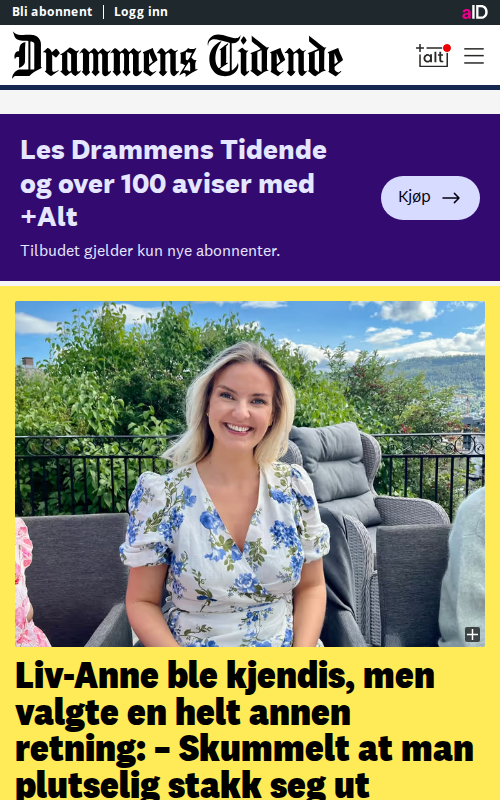 Bli abonnent
Logg inn
aID
Drammens Tidende
+alt
Les Drammens Tidende
og over 100 aviser med
+Alt
Kjøp
Tilbudet gjelder kun nye abonnenter.
Liv-Anne ble kjendis, men
valgte en helt annen
retning: – Skummelt at man
plutselig stakk seg ut